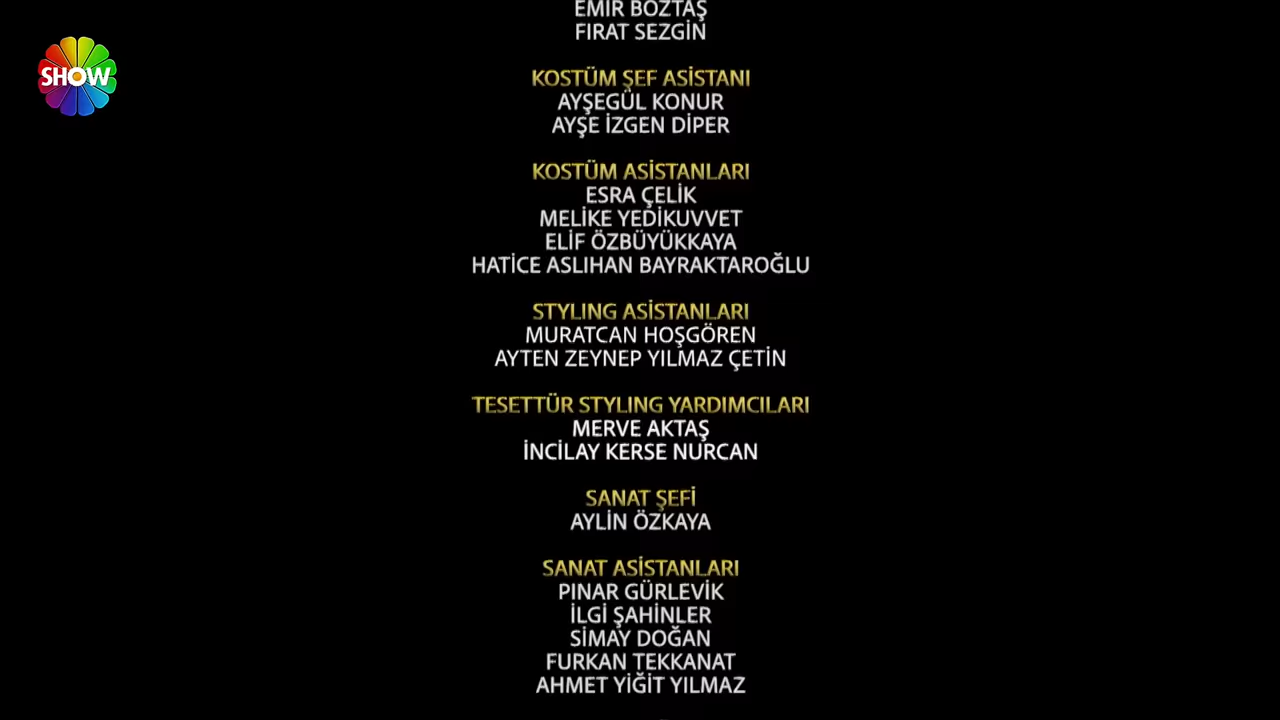 EMİR BOZTAŞ
FIRAT SEZGİN
SHOW
KOSTÜM ŞEF ASİSTANI
AYŞEGÜL KONUR
AYŞE İZGEN DİPER
KOSTÜM ASİSTANLARI
ESRA ÇELİK
MELİKE YEDİKUVVET
ELİF ÖZBÜYÜKKAYA
HATİCE ASLIHAN BAYRAKTAROĞLU
STYLING ASİSTANLARI
MURATCAN HOŞGÖREN
AYTEN ZEYNEP YILMAZ ÇETİN
TESETTÜR STYLING YARDIMCILARI
MERVE AKTAŞ
İNCİLAY KERSE NURCAN
SANAT ŞEFİ
AYLİN ÖZKAYA
SANAT ASİSTANLARI
PINAR GÜRLEVİK
İLGİ ŞAHİNLER
SİMAY DOĞAN
FURKAN TEKKANAT
AHMET YİĞİT YILMAZ